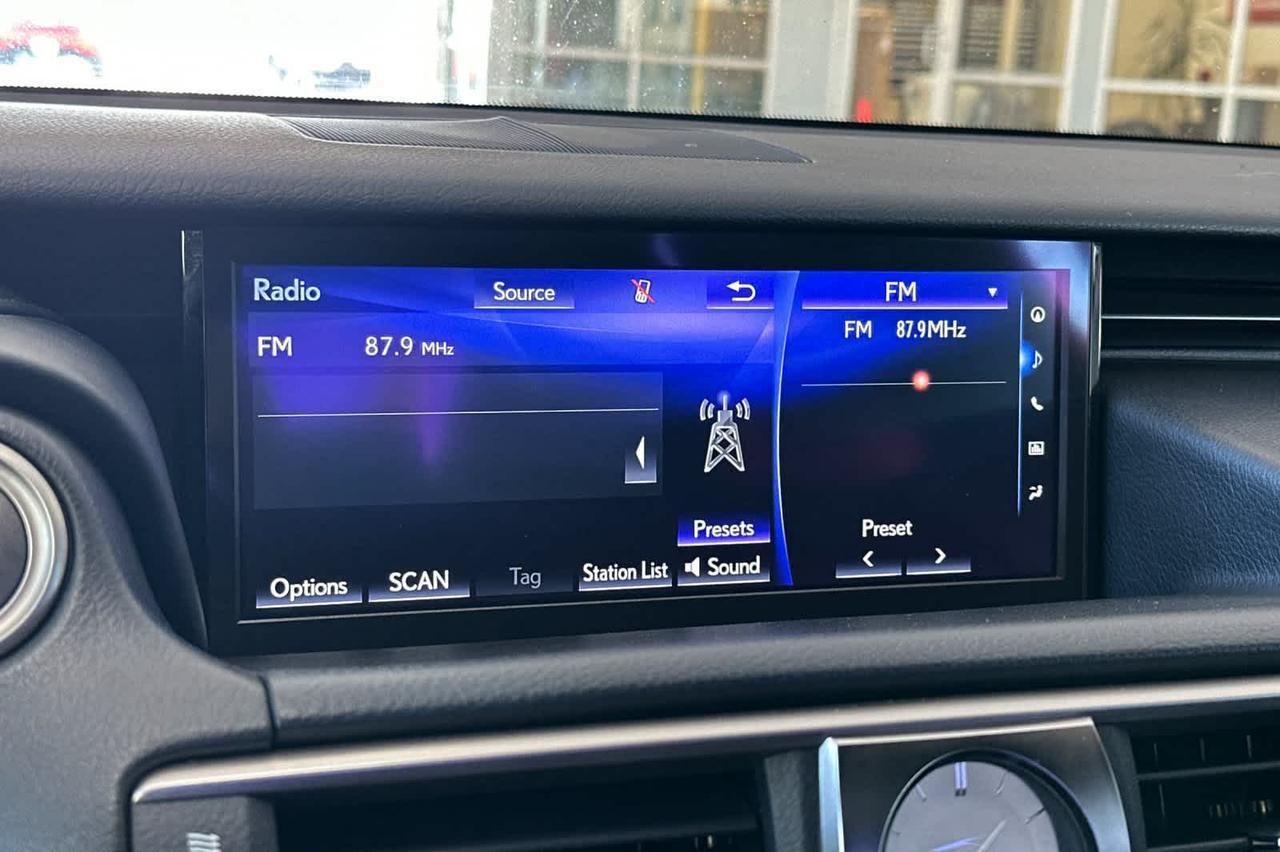 Radio
Source
FM
FM 87.9 MHz
FM 87.9MHz
Presets
Preset
Options
SCAN
Tag
Station List
Sound